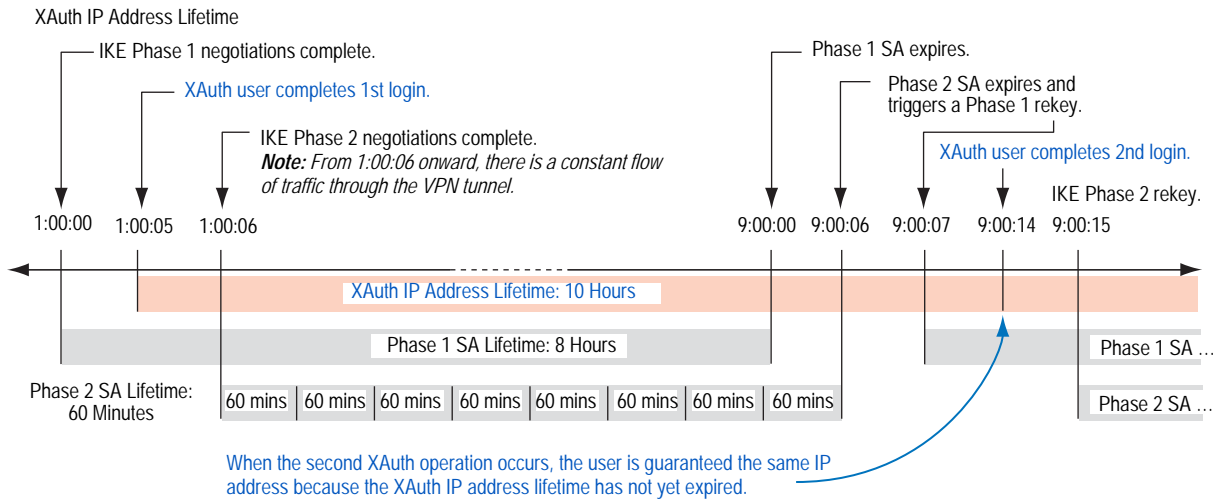 XAuth IP Address Lifetime
IKE Phase 1 negotiations complete.
Phase 1 SA expires.
XAuth user completes 1st login.
Phase 2 SA expires and
triggers a Phase 1 rekey.
IKE Phase 2 negotiations complete.
Note: From 1:00:06 onward, there is a constant flow
of traffic through the VPN tunnel.
XAuth user completes 2nd login.
IKE Phase 2 rekey.
1:00:00 1:00:05 1:00:06 9:00:00 9:00:06 9:00:07 9:00:14 9:00:15
XAuth IP Address Lifetime: 10 Hours
Phase 1 SA Lifetime: 8 Hours
Phase 1 SA ...
Phase 2 SA Lifetime:
60 Minutes
60 mins 60 mins 60 mins 60 mins 60 mins 60 mins 60 mins 60 mins
Phase 2 SA ...
When the second XAuth operation occurs, the user is guaranteed the same IP
address because the XAuth IP address lifetime has not yet expired.